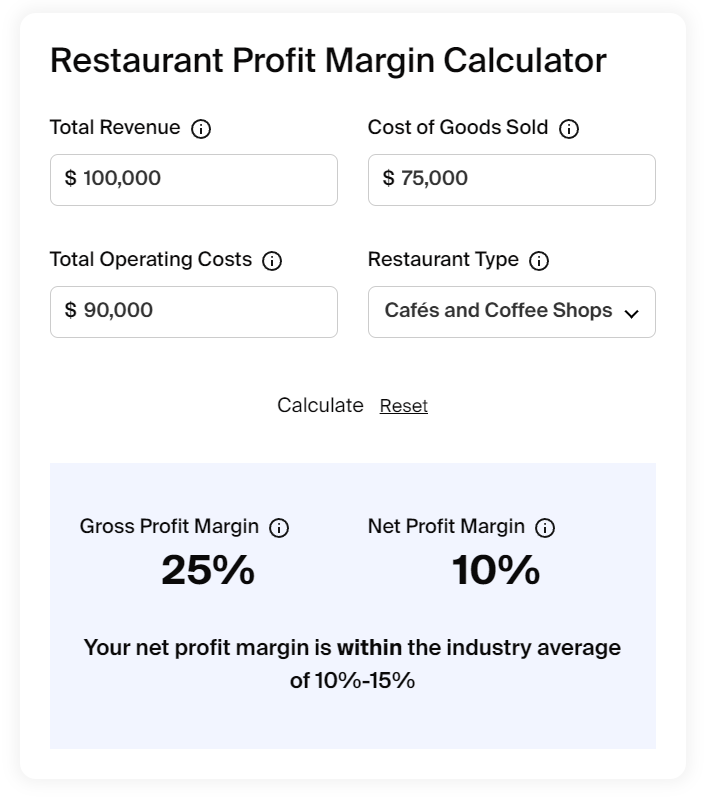 Restaurant Profit Margin Calculator
Total Revenue
Cost of Goods Sold
$ 100,000
$ 75,000
Total Operating Costs
Restaurant Type
$ 90,000
Cafés and Coffee Shops
Calculate Reset
Gross Profit Margin
Net Profit Margin
25%
10%
Your net profit margin is within the industry average
of 10%-15%